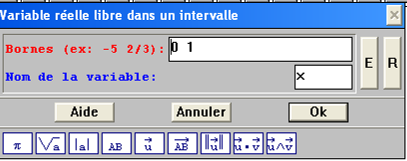 Variable réelle libre dans un intervalle
Bornes (ex: -5 2/3): 0 1 E R
Nom de la variable: x
Aide Annuler Ok
π √a |a| AB u⃗ A͞B⃗ ‖u⃗‖ u⃗.v⃗ u⃗∧v⃗